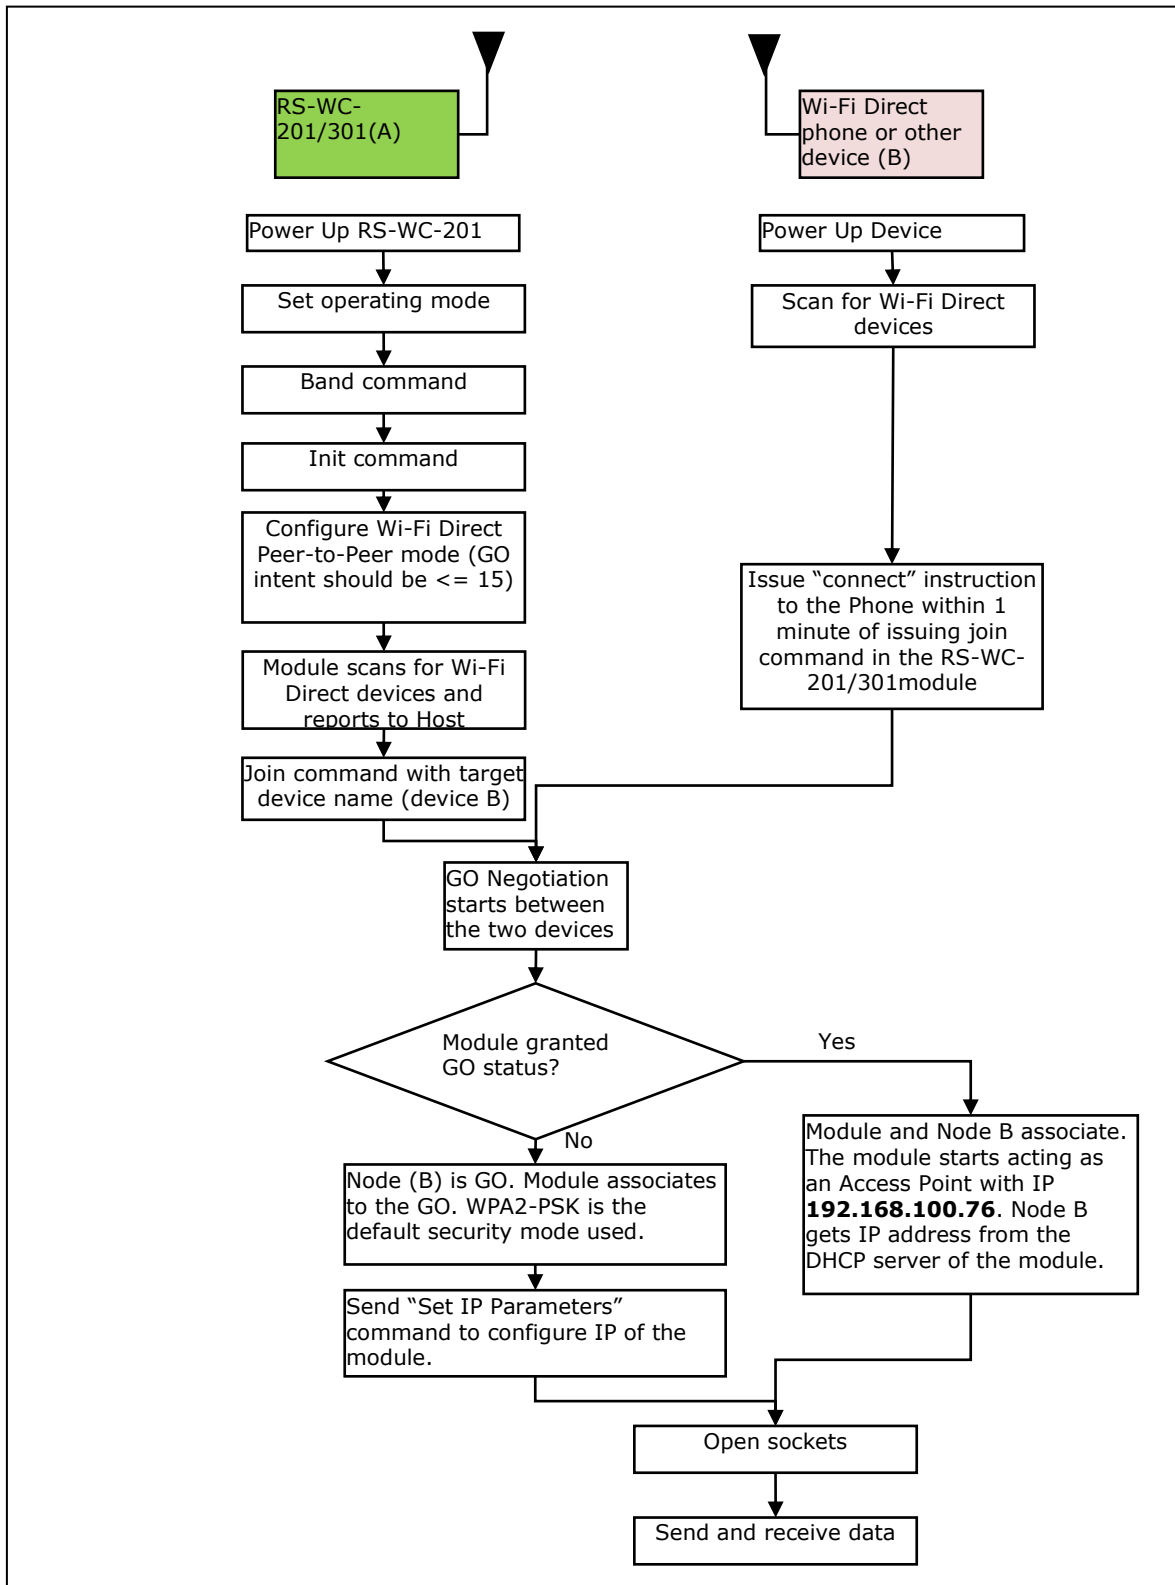 RS-WC-
201/301(A)
Wi-Fi Direct
phone or other
device (B)
Power Up RS-WC-201
Set operating mode
Band command
Init command
Configure Wi-Fi Direct
Peer-to-Peer mode (GO
intent should be <= 15)
Module scans for Wi-Fi
Direct devices and
reports to Host
Join command with target
device name (device B)
Power Up Device
Scan for Wi-Fi Direct
devices
Issue “connect” instruction
to the Phone within 1
minute of issuing join
command in the RS-WC-
201/301module
GO Negotiation
starts between
the two devices
Module granted
GO status?
Yes
No
Node (B) is GO. Module associates
to the GO. WPA2-PSK is the
default security mode used.
Send “Set IP Parameters”
command to configure IP of the
module.
Module and Node B associate.
The module starts acting as
an Access Point with IP
192.168.100.76. Node B
gets IP address from the
DHCP server of the module.
Open sockets
Send and receive data